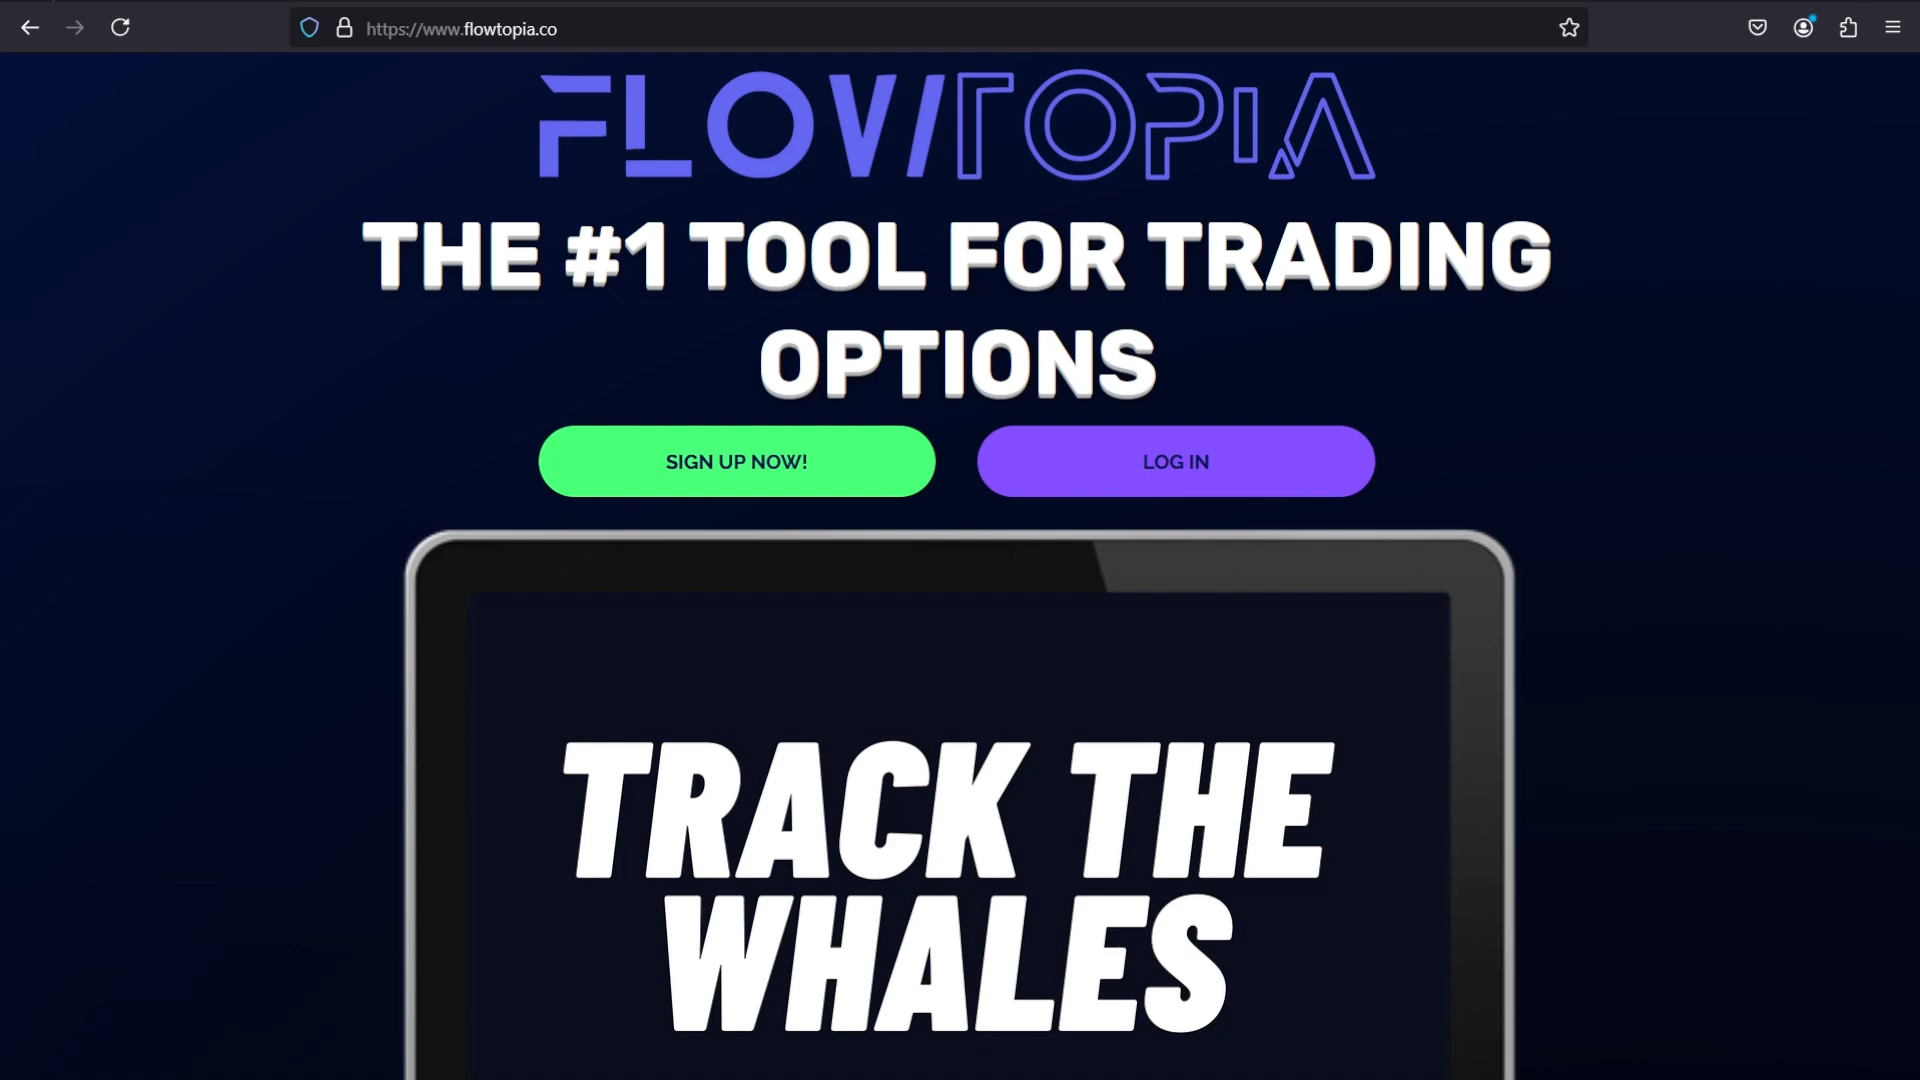 https://www.flowtopia.co
FLOWTOPIA
THE #1 TOOL FOR TRADING
OPTIONS
SIGN UP NOW!
LOG IN
TRACK THE
WHALES